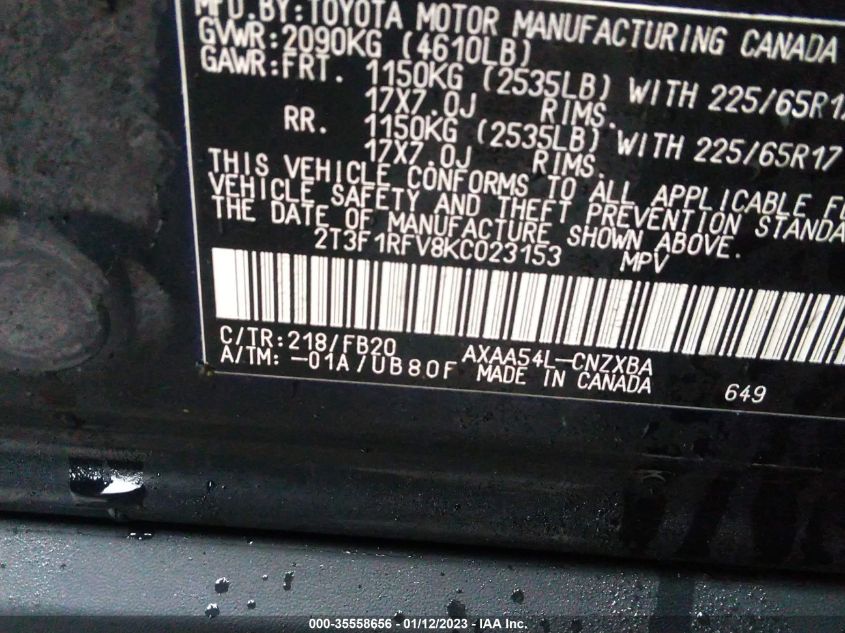 MFD.BY:TOYOTA MOTOR MANUFACTURING CANADA
GVWR:2090KG (4610LB)
GAWR:FRT. 1150KG (2535LB) WITH 225/65R17
17X7.0J RIMS.
RR. 1150KG (2535LB) WITH 225/65R17
17X7.0J RIMS.
THIS VEHICLE CONFORMS TO ALL APPLICABLE
VEHICLE SAFETY AND THEFT PREVENTION
THE DATE OF MANUFACTURE SHOWN ABOVE.
2T3F1RFV8KC023153 MPV
C/TR:218/FB20 AXAA54L-CNZXBA
A/TM: -01A/UB80F MADE IN CANADA
649
000-35558656 - 01/12/2023 - IAA Inc.